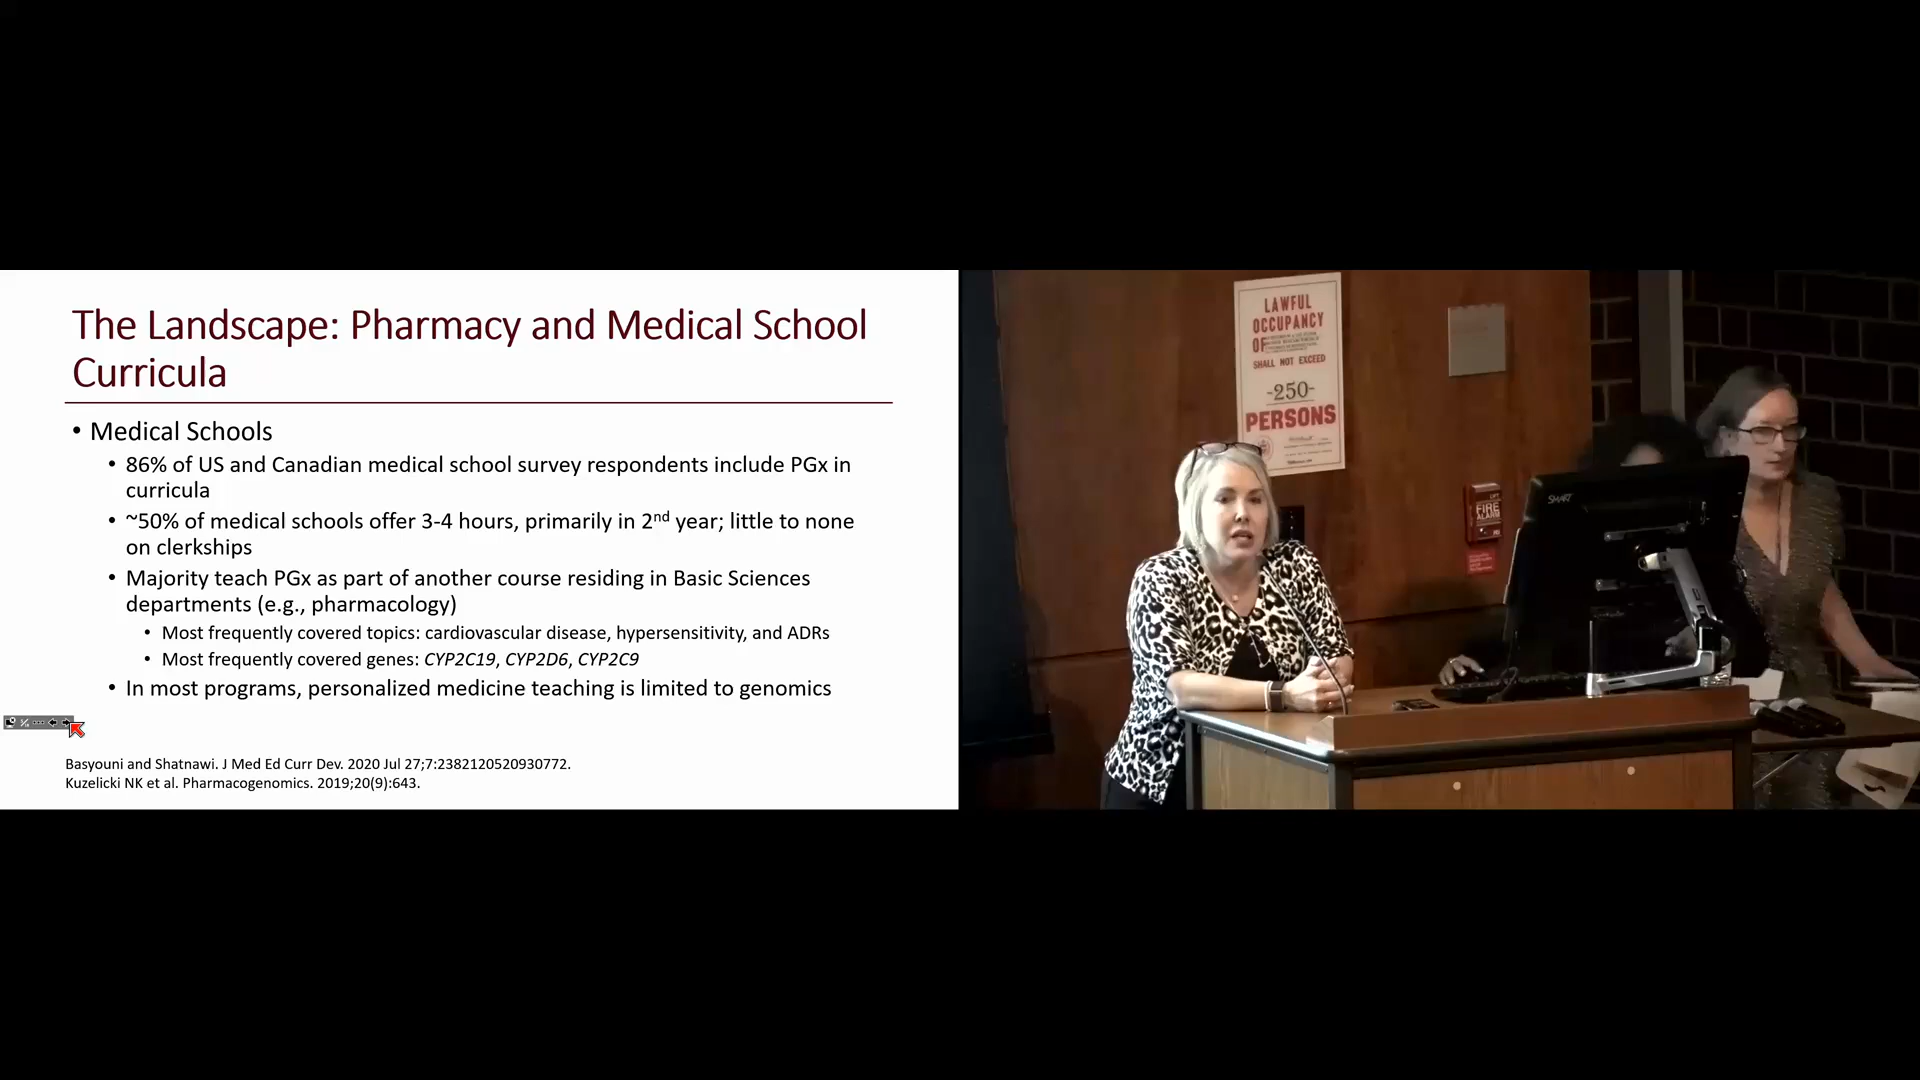 The Landscape: Pharmacy and Medical School
Curricula
• Medical Schools
• 86% of US and Canadian medical school survey respondents include PGx in
curricula
• ~50% of medical schools offer 3-4 hours, primarily in 2nd year; little to none
on clerkships
• Majority teach PGx as part of another course residing in Basic Sciences
departments (e.g., pharmacology)
• Most frequently covered topics: cardiovascular disease, hypersensitivity, and ADRs
• Most frequently covered genes: CYP2C19, CYP2D6, CYP2C9
• In most programs, personalized medicine teaching is limited to genomics
Basyouni and Shatnawi. J Med Ed Curr Dev. 2020 Jul 27;7:2382120520930772.
Kuzelicki NK et al. Pharmacogenomics. 2019;20(9):643.
LAWFUL
OCCUPANCY
OF
SHALL NOT EXCEED
-250-
PERSONS
FIRE
ALARM
SMART